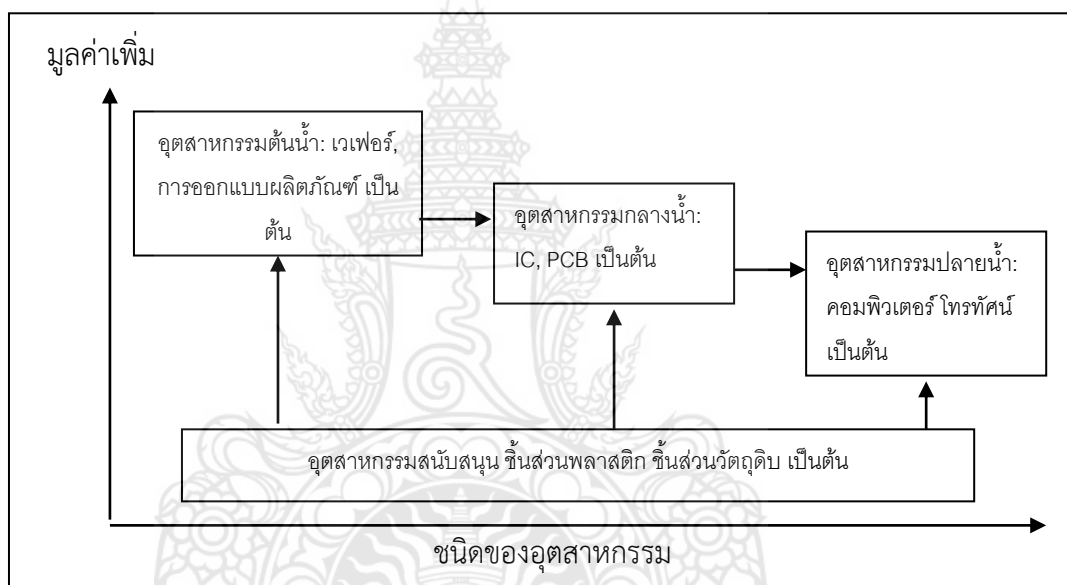 มูลค่าเพิ่ม
อุตสาหกรรมต้นน้ำ: เวเฟอร์,
การออกแบบผลิตภัณฑ์ เป็น
ต้น
อุตสาหกรรมกลางน้ำ:
IC, PCB เป็นต้น
อุตสาหกรรมปลายน้ำ:
คอมพิวเตอร์ โทรทัศน์
เป็นต้น
อุตสาหกรรมสนับสนุน ชิ้นส่วนพลาสติก ชิ้นส่วนวัตถุดิบ เป็นต้น
ชนิดของอุตสาหกรรม